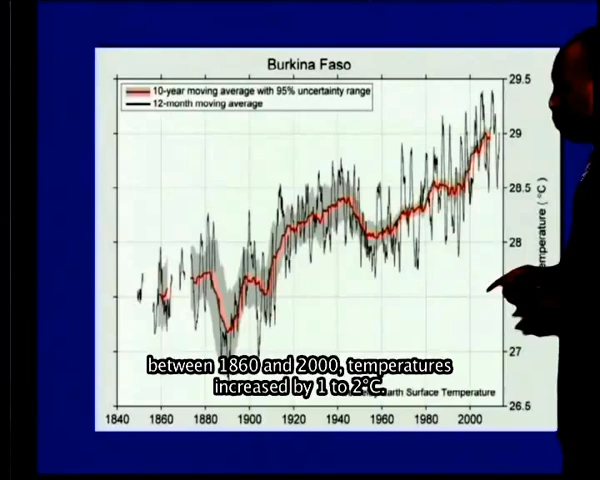 Burkina Faso
10-year moving average with 95% uncertainty range
12-month moving average
29.5
29
28.5
28
27
26.5
between 1860 and 2000, temperatures
increased by 1 to 2°C.
Earth Surface Temperature
1840 1860 1880 1900 1920 1940 1960 1980 2000
(°C)